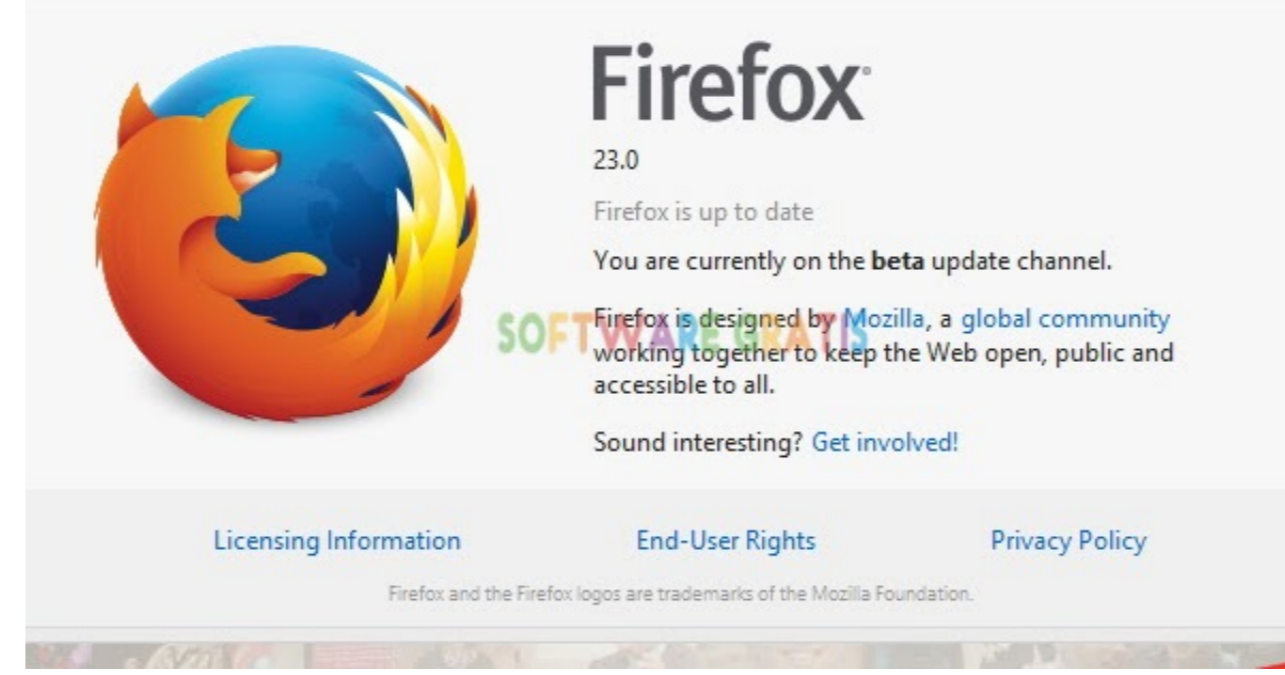 Firefox
23.0
Firefox is up to date
You are currently on the beta update channel.
SOFTWARE GRATIS
Firefox is designed by Mozilla, a global community
working together to keep the Web open, public and
accessible to all.
Sound interesting? Get involved!
Licensing Information End-User Rights Privacy Policy
Firefox and the Firefox logos are trademarks of the Mozilla Foundation.